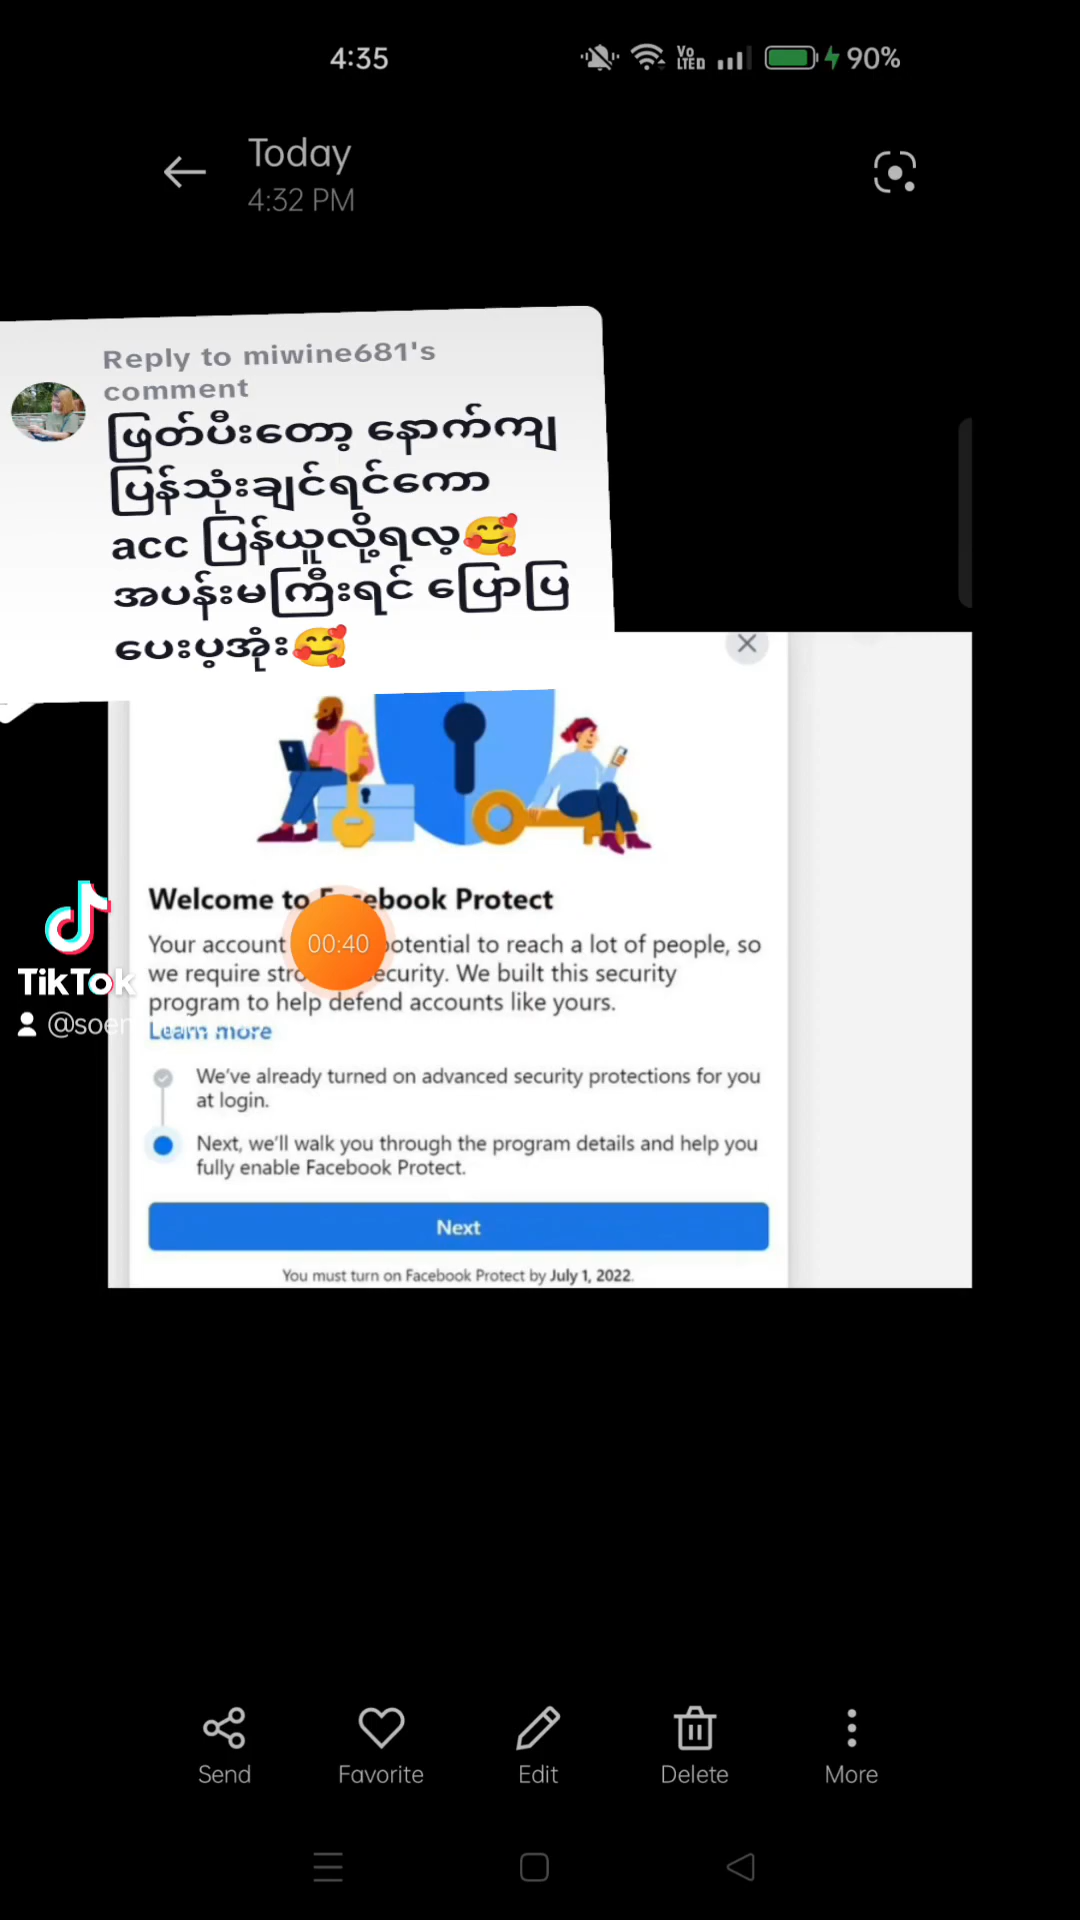 4:35
Vo
LTED
90%
Today
4:32 PM
Reply to miwine681's
comment
ဖြတ်ပီးတော့ နောက်ကျ
ပြန်သုံးချင်ရင်ကော
acc ပြန်ယူလို့ရလ့🥰
အပန်းမကြီးရင် ပြောပြ
ပေးပ့အုံး🥰
Welcome to Facebook Protect
Your account potential to reach a lot of people, so
we require security. We built this security
program to help defend accounts like yours.
Learn more
00:40
TikTok
We've already turned on advanced security protections for you
at login.
Next, we'll walk you through the program details and help you
fully enable Facebook Protect.
Next
You must turn on Facebook Protect by July 1, 2022.
Send
Favorite
Edit
Delete
More